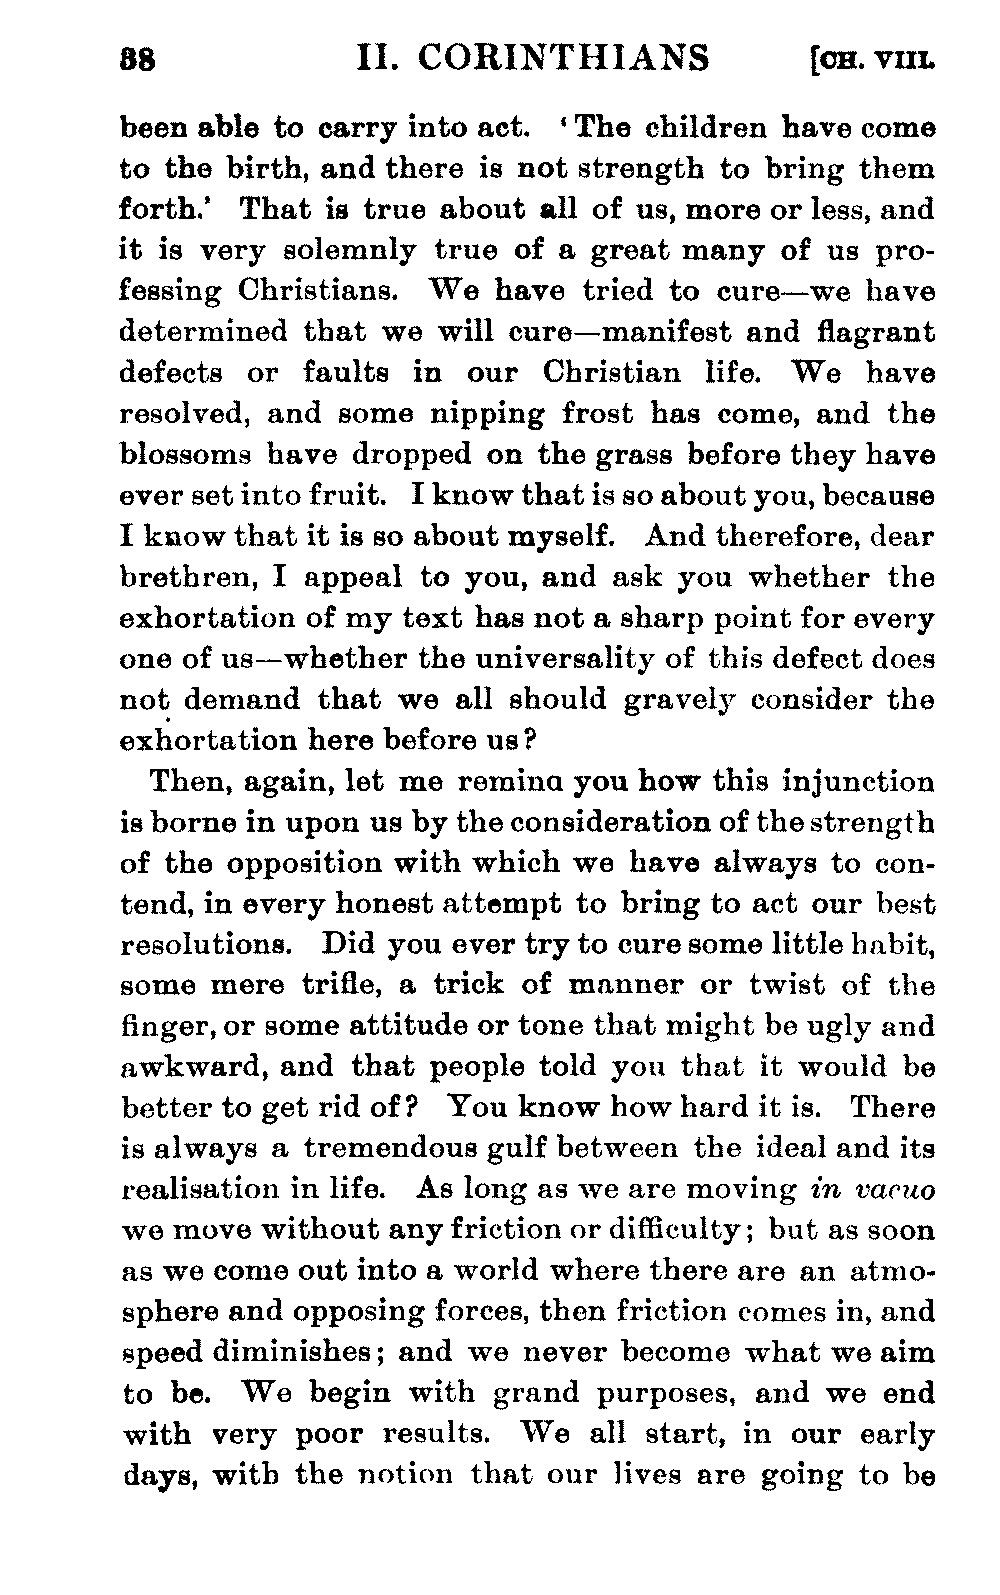 38 II. CORINTHIANS [CH. VIII.
been able to carry into act. ‘The children have come
to the birth, and there is not strength to bring them
forth.’ That is true about all of us, more or less, and
it is very solemnly true of a great many of us pro-
fessing Christians. We have tried to cure—we have
determined that we will cure—manifest and flagrant
defects or faults in our Christian life. We have
resolved, and some nipping frost has come, and the
blossoms have dropped on the grass before they have
ever set into fruit. I know that is so about you, because
I know that it is so about myself. And therefore, dear
brethren, I appeal to you, and ask you whether the
exhortation of my text has not a sharp point for every
one of us—whether the universality of this defect does
not demand that we all should gravely consider the
exhortation here before us?
Then, again, let me remind you how this injunction
is borne in upon us by the consideration of the strength
of the opposition with which we have always to con-
tend, in every honest attempt to bring to act our best
resolutions. Did you ever try to cure some little habit,
some mere trifle, a trick of manner or twist of the
finger, or some attitude or tone that might be ugly and
awkward, and that people told you that it would be
better to get rid of? You know how hard it is. There
is always a tremendous gulf between the ideal and its
realisation in life. As long as we are moving in vacuo
we move without any friction or difficulty; but as soon
as we come out into a world where there are an atmo-
sphere and opposing forces, then friction comes in, and
speed diminishes; and we never become what we aim
to be. We begin with grand purposes, and we end
with very poor results. We all start, in our early
days, with the notion that our lives are going to be